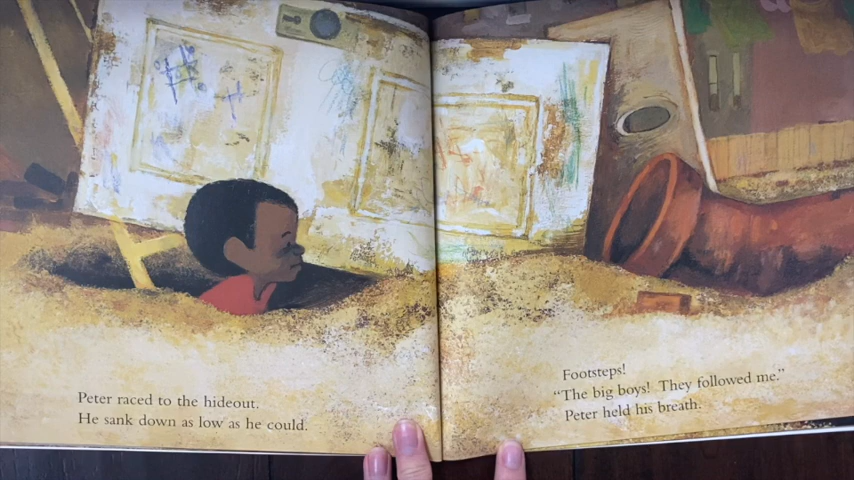 Peter raced to the hideout.
He sank down as low as he could.
Footsteps!
“The big boys! They followed me.”
Peter held his breath.